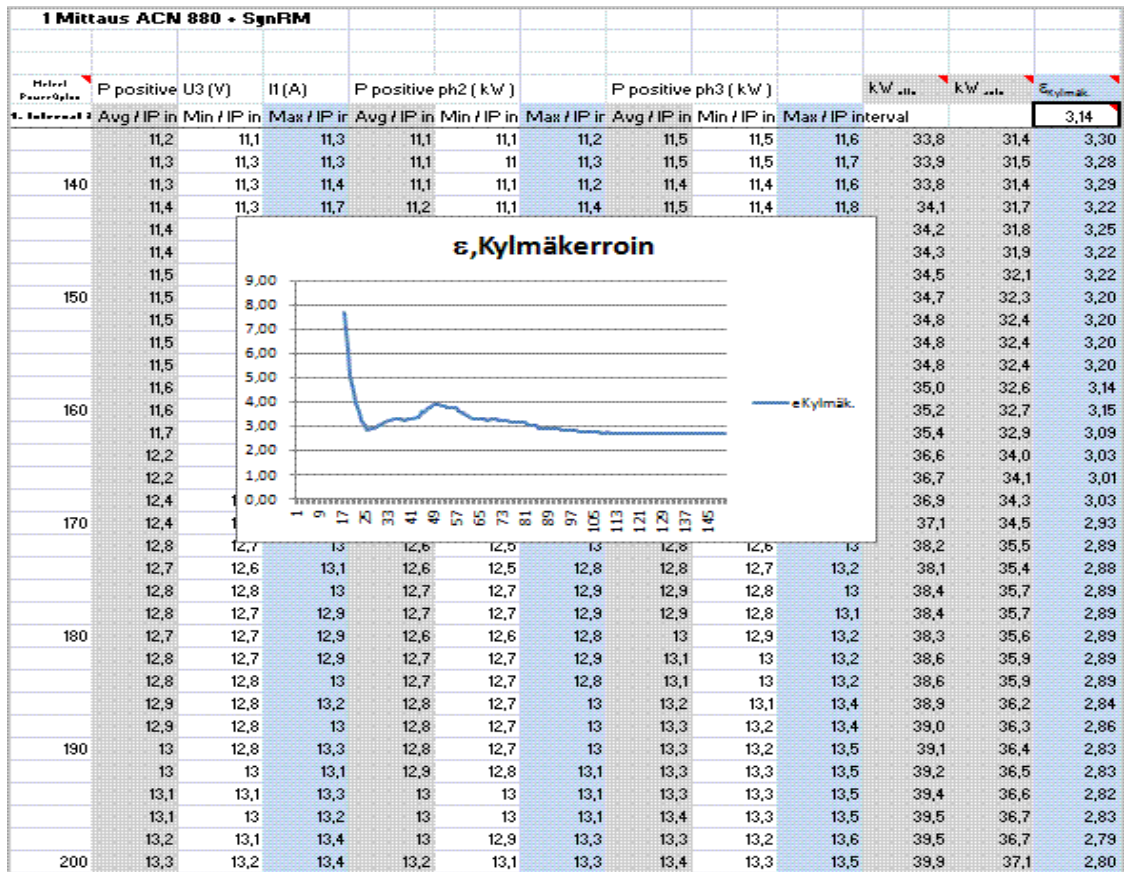 1 Mittaus ACN 880 + SynRM
P positive U3 (V) I1 (A) P positive ph2 ( kW ) P positive ph3 ( kW ) kW kW εKylmäk.
Avg / IP in Min / IP in Max / IP ir Avg / IP in Min / IP in Max / IP ir Avg / IP in Min / IP in Max / IP interval 3,14
11,2 11,1 11,3 11,1 11,1 11,2 11,5 11,5 11,6 33,8 31,4 3,30
11,3 11,3 11,3 11,1 11 11,3 11,5 11,5 11,7 33,9 31,5 3,28
140 11,3 11,3 11,4 11,1 11,1 11,2 11,4 11,4 11,6 33,8 31,4 3,29
11,4 11,3 11,7 11,2 11,1 11,4 11,5 11,4 11,8 34,1 31,7 3,22
11,4 34,2 31,8 3,25
11,4 34,3 31,9 3,22
11,5 34,5 32,1 3,22
150 11,5 34,7 32,3 3,20
11,5 34,8 32,4 3,20
11,5 34,8 32,4 3,20
11,5 34,8 32,4 3,20
11,6 35,0 32,6 3,14
160 11,6 35,2 32,7 3,15
11,7 35,4 32,9 3,09
12,2 36,6 34,0 3,03
12,2 36,7 34,1 3,01
12,4 1 36,9 34,3 3,03
170 12,4 1 37,1 34,5 2,93
ε,Kylmäkerroin
9,00
8,00
7,00
6,00
5,00
4,00
3,00
2,00
1,00
0,00
1 9 17 25 33 41 49 57 65 73 81 89 97 105 113 121 129 137 145
eKylmäk.
12,8 12,7 13 12,6 12,5 13 12,8 12,6 13 38,2 35,5 2,89
12,7 12,6 13,1 12,6 12,5 12,8 12,8 12,7 13,2 38,1 35,4 2,88
12,8 12,8 13 12,7 12,7 12,9 12,9 12,8 13 38,4 35,7 2,89
12,8 12,7 12,9 12,7 12,7 12,9 12,9 12,8 13,1 38,4 35,7 2,89
180 12,7 12,7 12,9 12,6 12,6 12,8 13 12,9 13,2 38,3 35,6 2,89
12,8 12,7 12,9 12,7 12,7 12,9 13,1 13 13,2 38,6 35,9 2,89
12,8 12,8 13 12,7 12,7 12,8 13,1 13 13,2 38,6 35,9 2,89
12,9 12,8 13,2 12,8 12,7 13 13,2 13,1 13,4 38,9 36,2 2,84
12,9 12,8 13 12,8 12,7 13 13,3 13,2 13,4 39,0 36,3 2,86
190 13 12,8 13,3 12,8 12,7 13 13,3 13,2 13,5 39,1 36,4 2,83
13 13 13,1 12,9 12,8 13,1 13,3 13,3 13,5 39,2 36,5 2,83
13,1 13,1 13,3 13 13 13,1 13,3 13,3 13,5 39,4 36,6 2,82
13,1 13 13,2 13 13 13,1 13,4 13,3 13,5 39,5 36,7 2,83
13,2 13,1 13,4 13 12,9 13,3 13,3 13,2 13,6 39,5 36,7 2,79
200 13,3 13,2 13,4 13,2 13,1 13,3 13,4 13,3 13,5 39,9 37,1 2,80